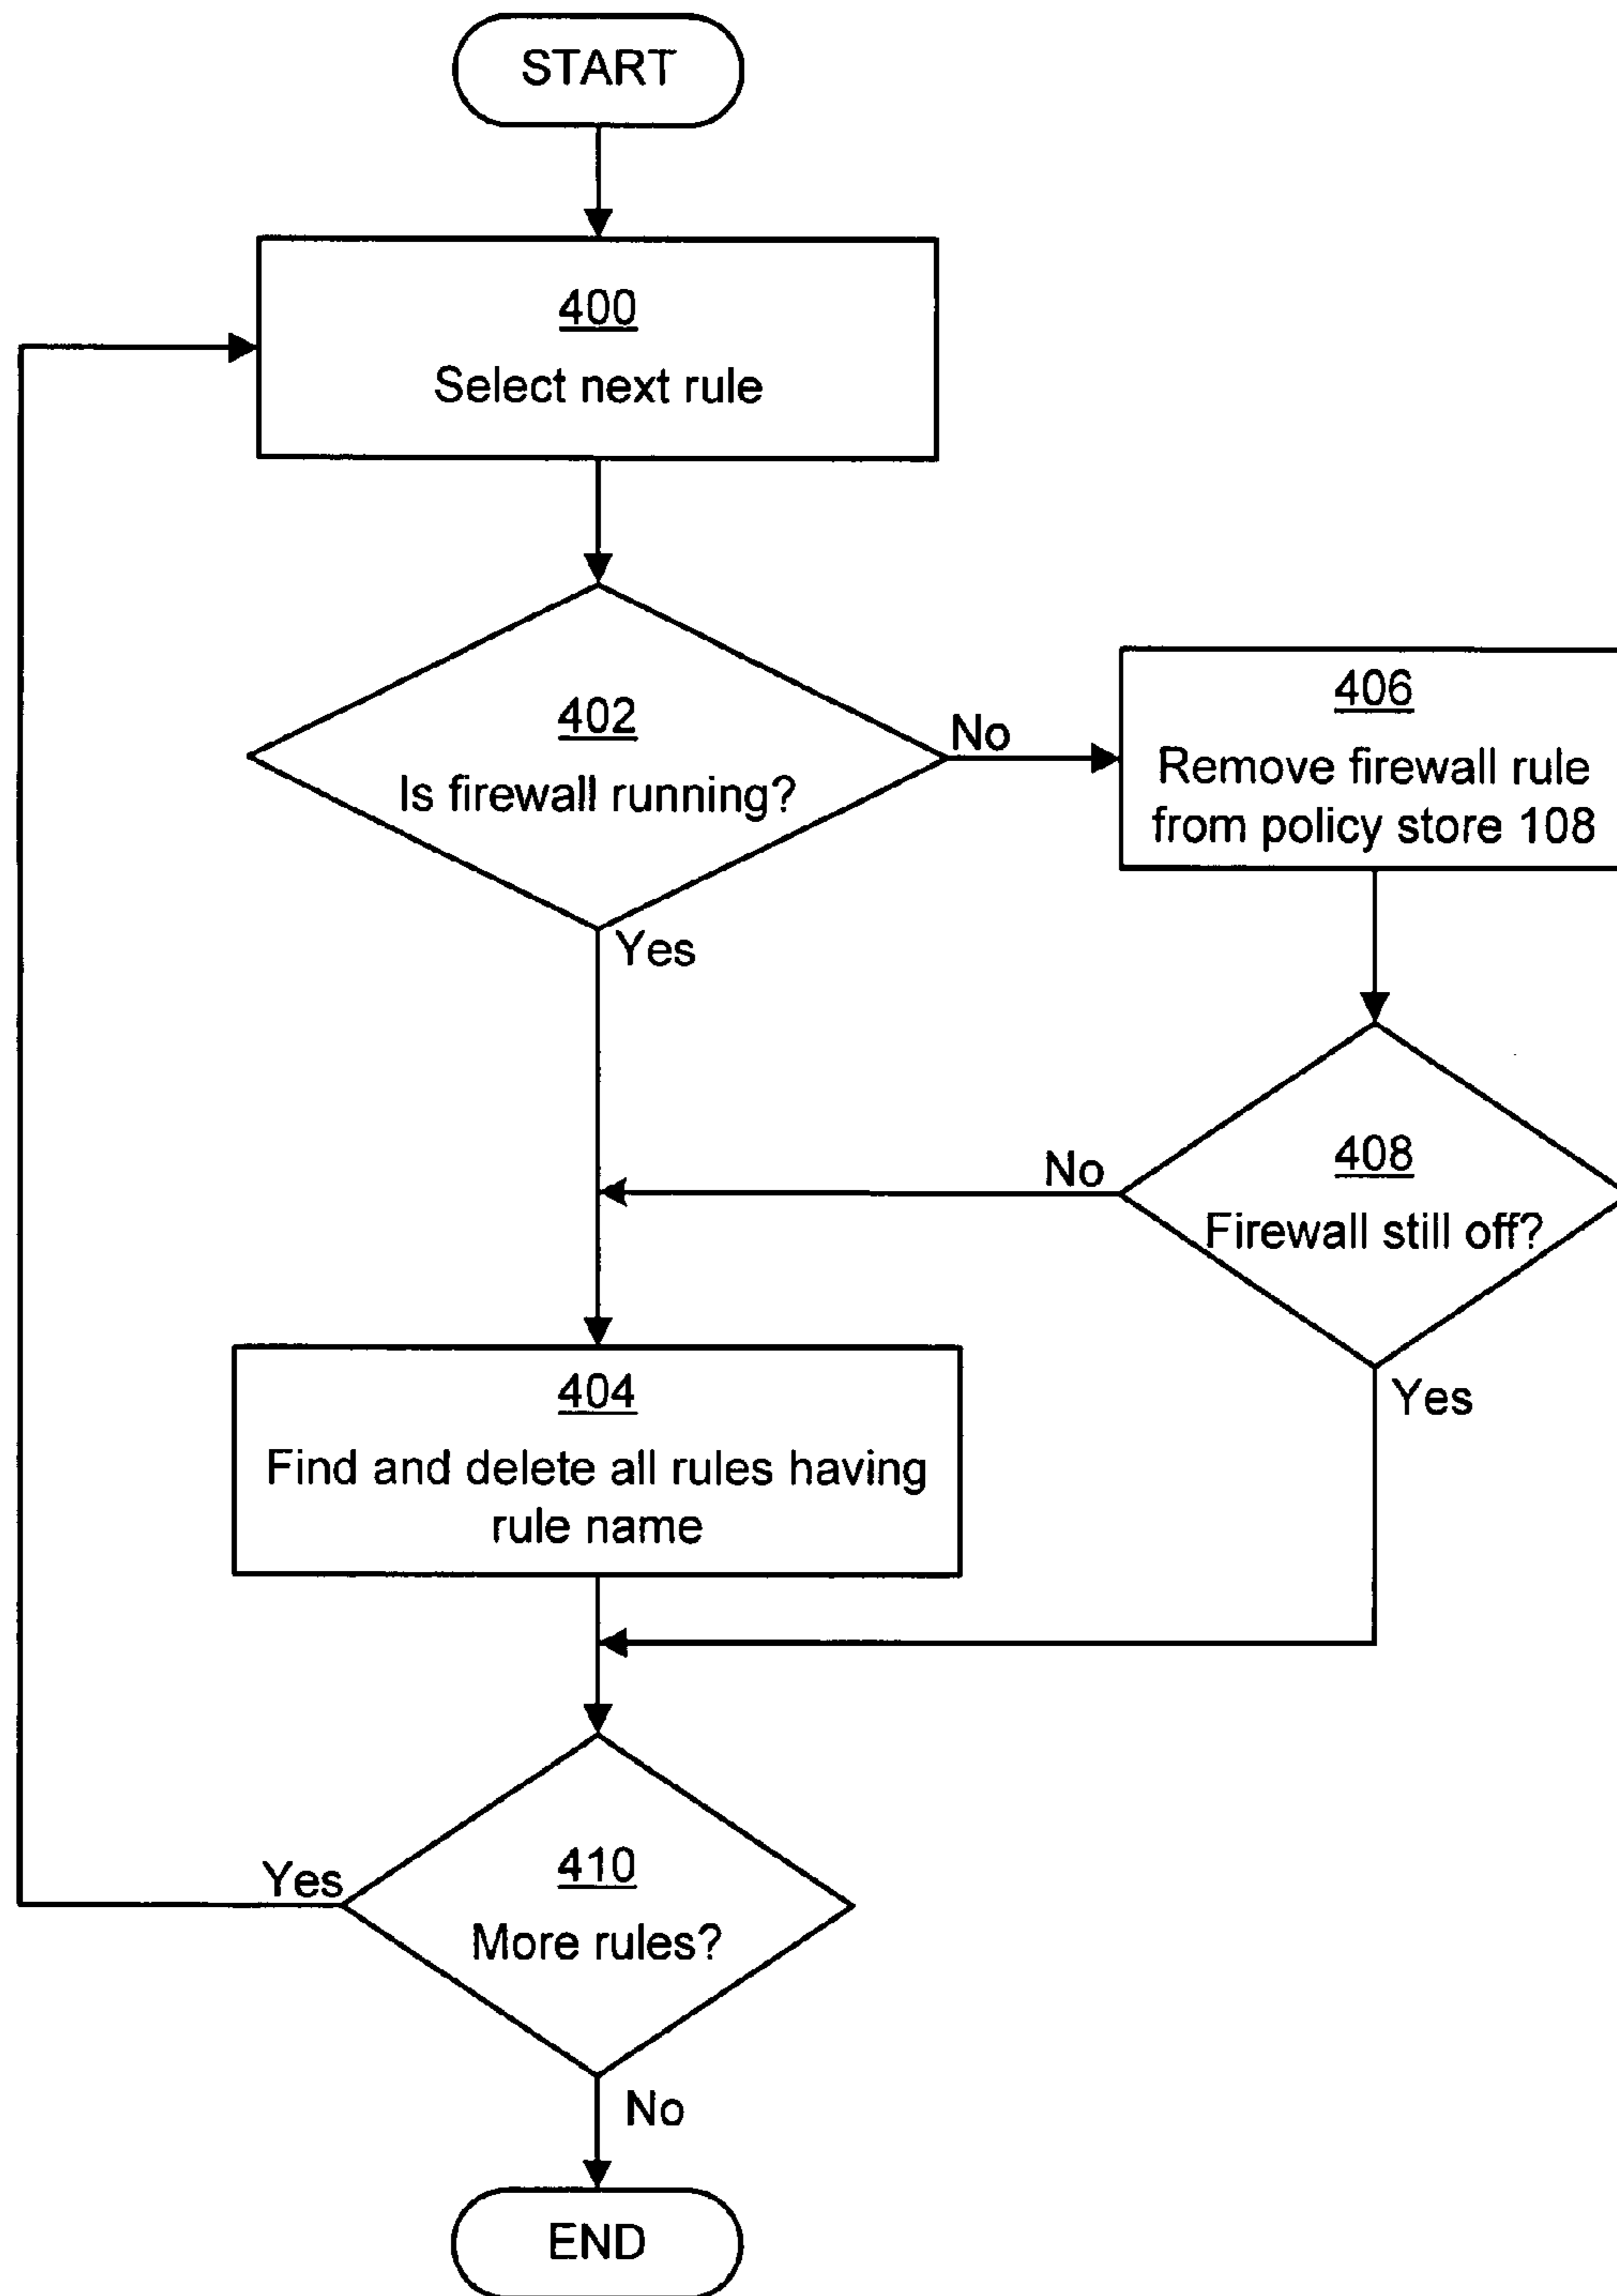 START
400
Select next rule
402
Is firewall running?
No
406
Remove firewall rule
from policy store 108
Yes
No
408
Firewall still off?
Yes
404
Find and delete all rules having
rule name
Yes
410
More rules?
No
END